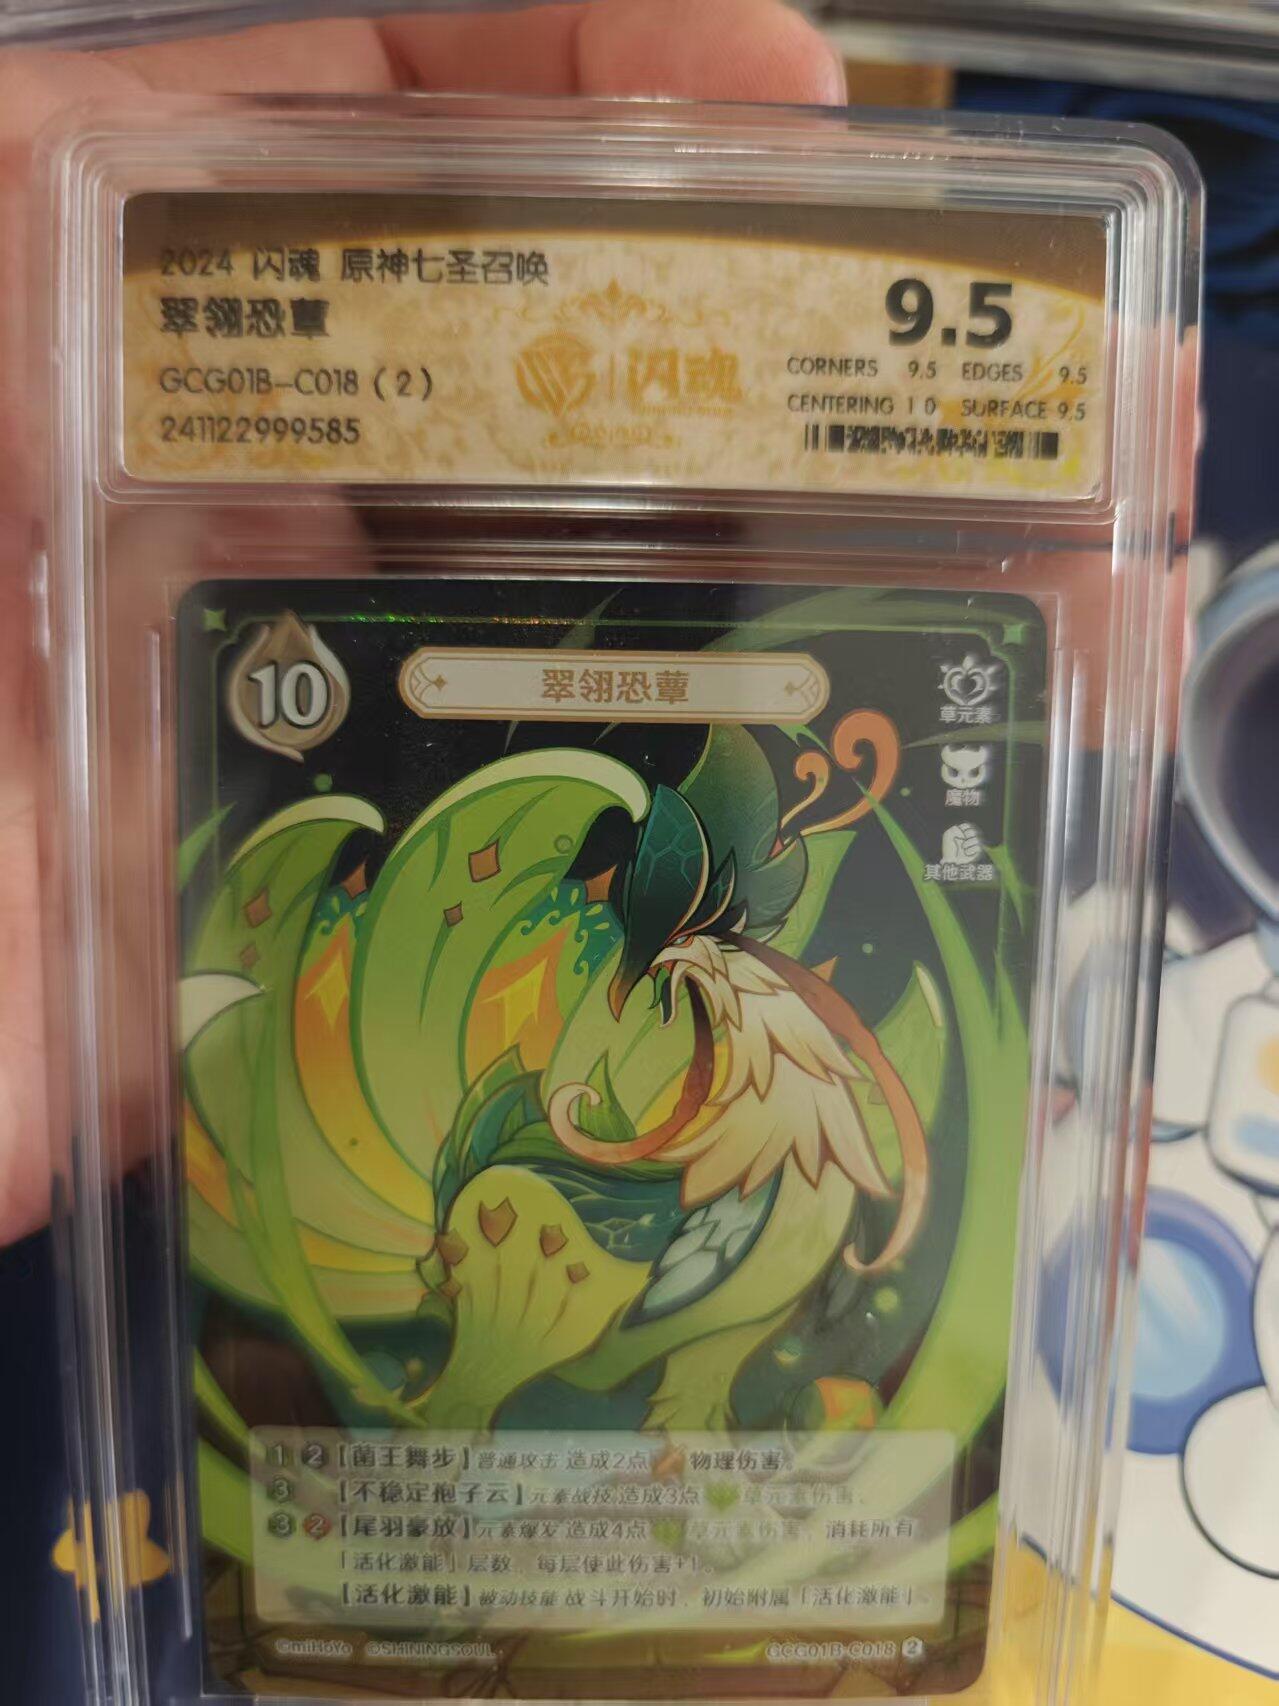 2024 闪魂 原神七圣召唤
翠翎恐蕈
GCG01B-C018 (2)
241122999585
闪魂
9.5
CORNERS 9.5 EDGES 9.5
CENTERING 10 SURFACE 9.5
10
翠翎恐蕈
草元素
魔物
其他武器
1 2 【菌王舞步】普通攻击 造成2点 物理伤害。
3 【不稳定孢子云】元素战技 造成3点 草元素伤害。
3 2 【尾羽豪放】元素爆发 造成4点 草元素伤害,消耗所有
「活化激能」层数,每层使此伤害+1。
【活化激能】被动技能 战斗开始时,初始附属「活化激能」。
©miHoYo ©SHININGSOUL
GCG01B-C018 2